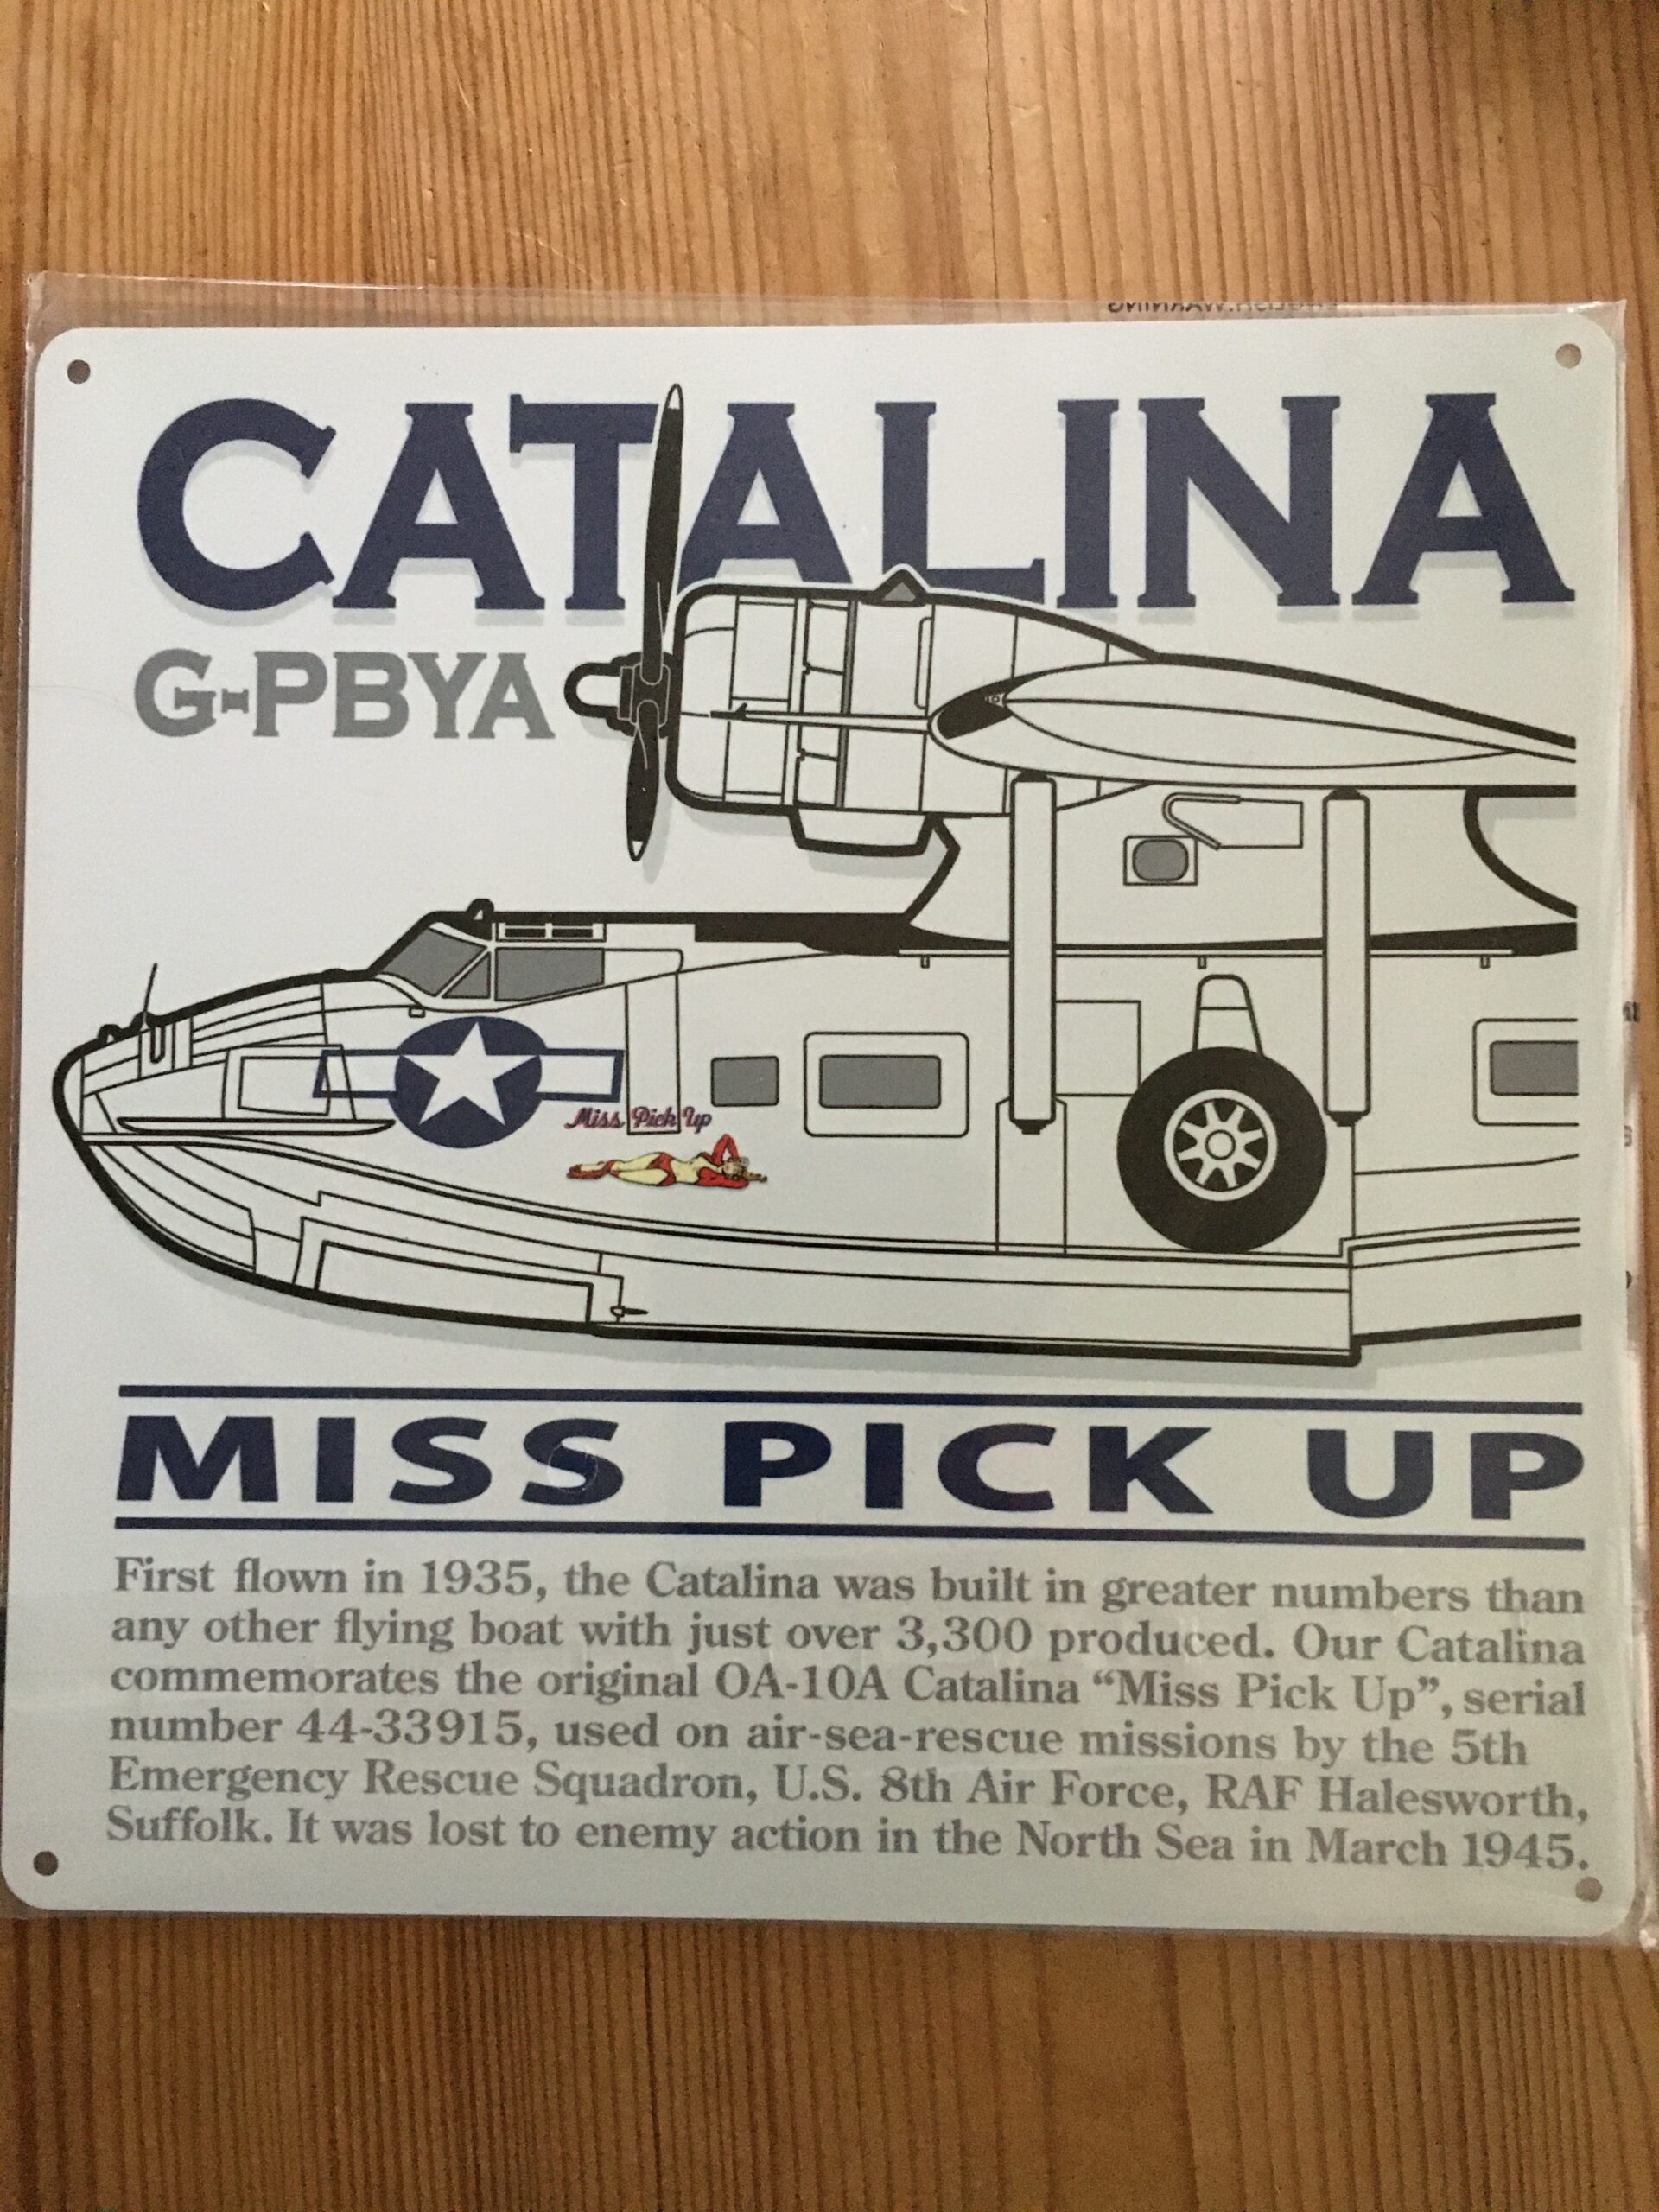 CATALINA
G-PBYA
Miss Pick Up
MISS PICK UP
First flown in 1935, the Catalina was built in greater numbers than
any other flying boat with just over 3,300 produced. Our Catalina
commemorates the original OA-10A Catalina “Miss Pick Up”, serial
number 44-33915, used on air-sea-rescue missions by the 5th
Emergency Rescue Squadron, U.S. 8th Air Force, RAF Halesworth,
Suffolk. It was lost to enemy action in the North Sea in March 1945.